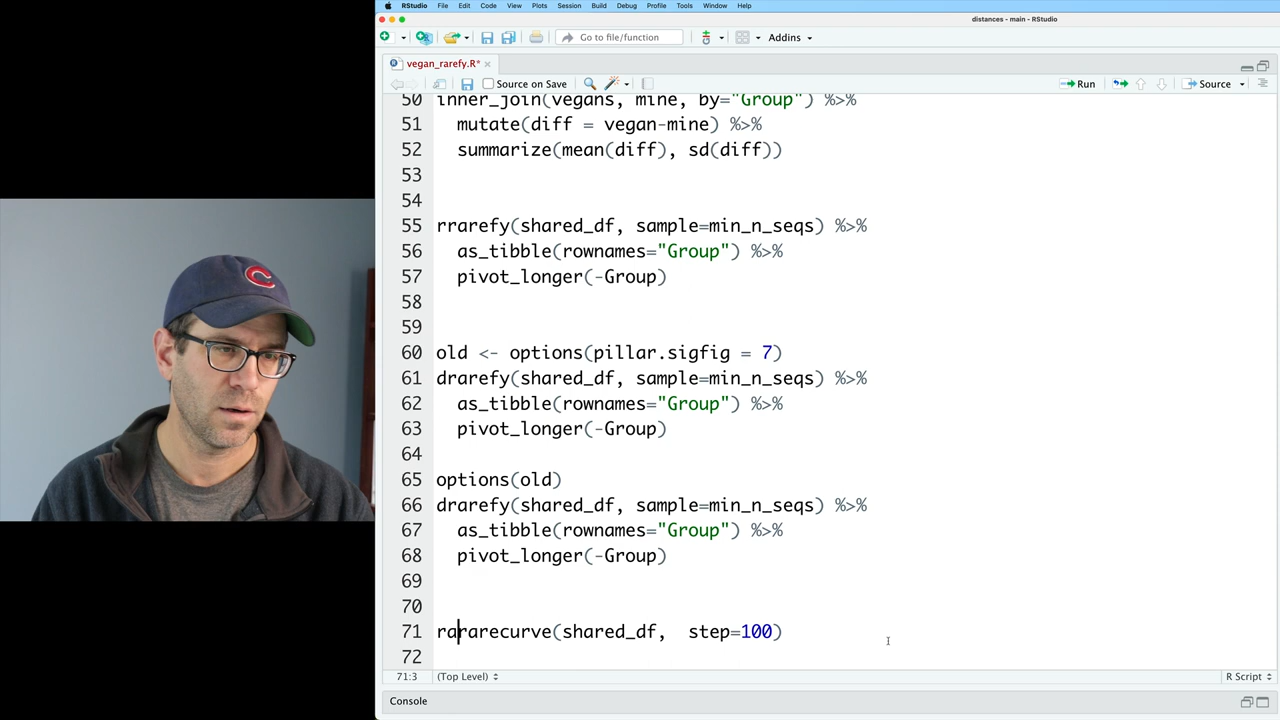 RStudio File Edit Code View Plots Session Build Debug Profile Tools Window Help
distances - main - RStudio
Go to file/function Addins
vegan_rarefy.R*
Source on Save Run Source
50 inner_join(vegans, mine, by="Group") %>%
51 mutate(diff = vegan-mine) %>%
52 summarize(mean(diff), sd(diff))
53
54
55 rrarefy(shared_df, sample=min_n_seqs) %>%
56 as_tibble(rownames="Group") %>%
57 pivot_longer(-Group)
58
59
60 old <- options(pillar.sigfig = 7)
61 drarefy(shared_df, sample=min_n_seqs) %>%
62 as_tibble(rownames="Group") %>%
63 pivot_longer(-Group)
64
65 options(old)
66 drarefy(shared_df, sample=min_n_seqs) %>%
67 as_tibble(rownames="Group") %>%
68 pivot_longer(-Group)
69
70
71 rararecurve(shared_df, step=100)
72
71:3 (Top Level) R Script
Console
C